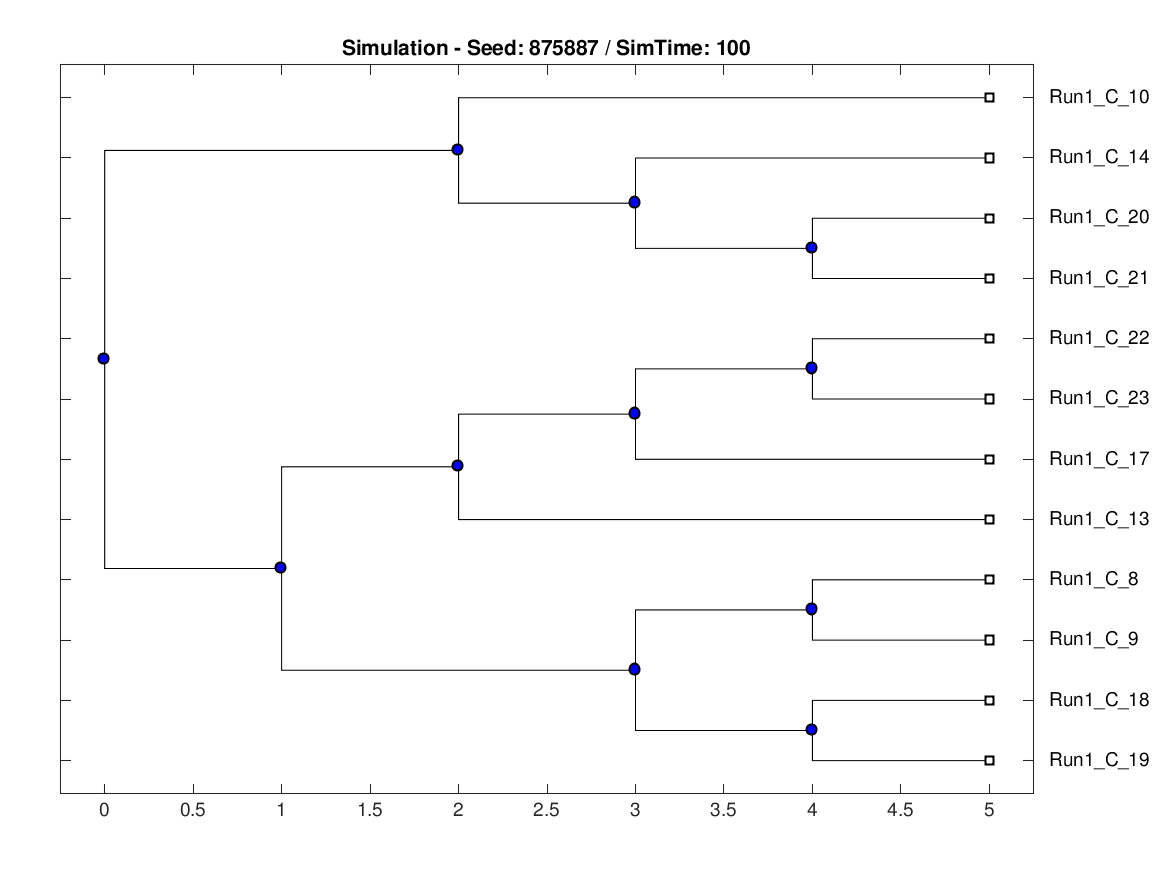 Simulation - Seed: 875887 / SimTime: 100
Run1_C_10
Run1_C_14
Run1_C_20
Run1_C_21
Run1_C_22
Run1_C_23
Run1_C_17
Run1_C_13
Run1_C_8
Run1_C_9
Run1_C_18
Run1_C_19
0 0.5 1 1.5 2 2.5 3 3.5 4 4.5 5